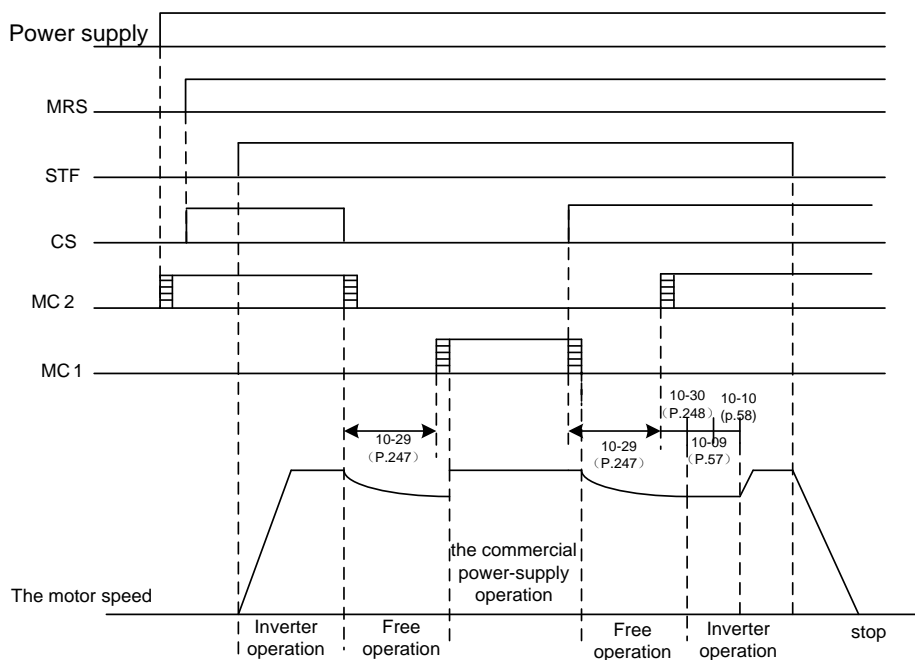 Power supply
MRS
STF
CS
MC 2
MC 1
10-29
（P.247)
10-29
（P.247)
10-30
（P.248)
10-10
(p.58)
10-09
（P.57)
the commercial
power-supply
operation
The motor speed
Inverter
operation
Free
operation
Free
operation
Inverter
operation
stop